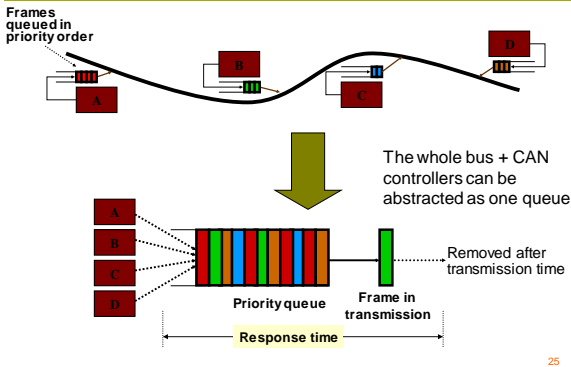 Frames
queued in
priority order
A
B
C
D
The whole bus + CAN
controllers can be
abstracted as one queue
A
B
C
D
Priority queue
Frame in
transmission
Removed after
transmission time
Response time
25